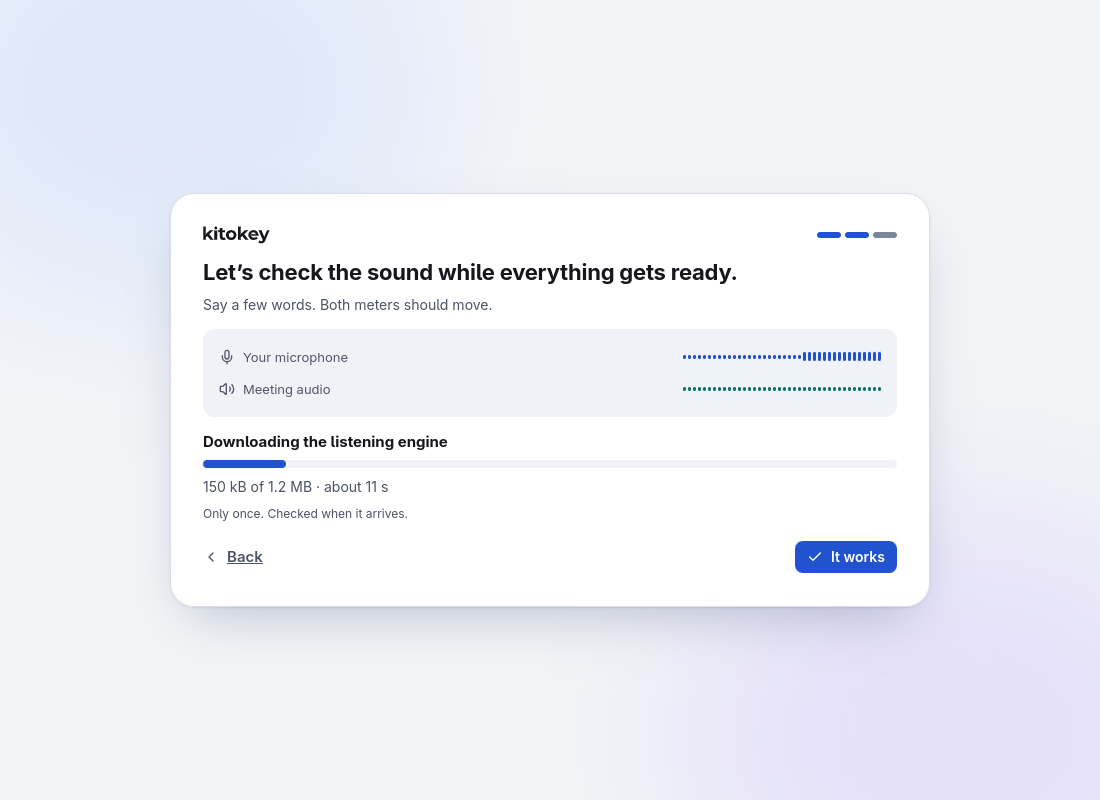 kitokey
Let’s check the sound while everything gets ready.
Say a few words. Both meters should move.
Your microphone
Meeting audio
Downloading the listening engine
150 kB of 1.2 MB · about 11 s
Only once. Checked when it arrives.
Back
It works